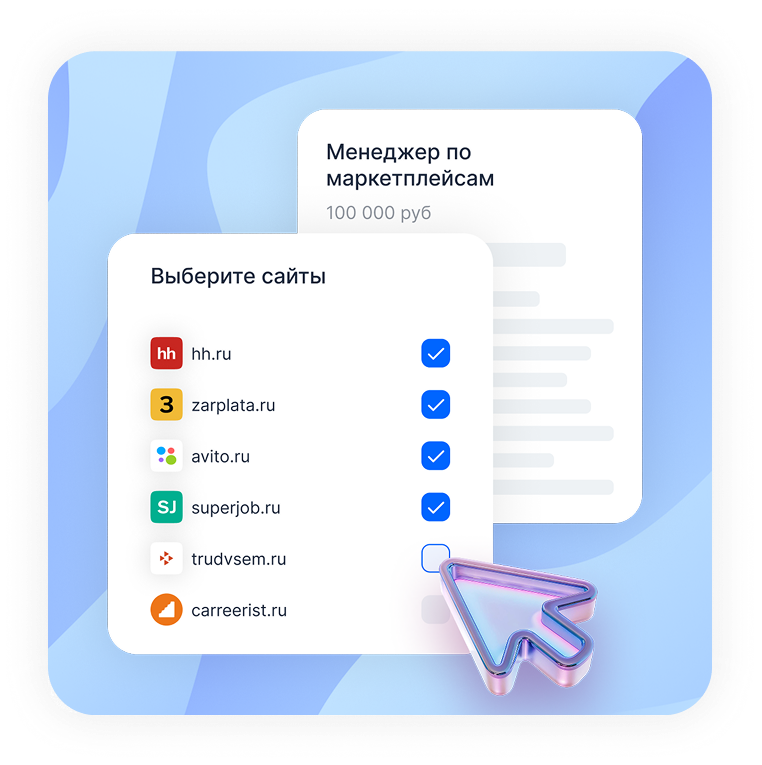 Менеджер по
маркетплейсам
100 000 руб
Выберите сайты
hh hh.ru
З zarplata.ru
avito.ru
SJ superjob.ru
trudvsem.ru
carreerist.ru